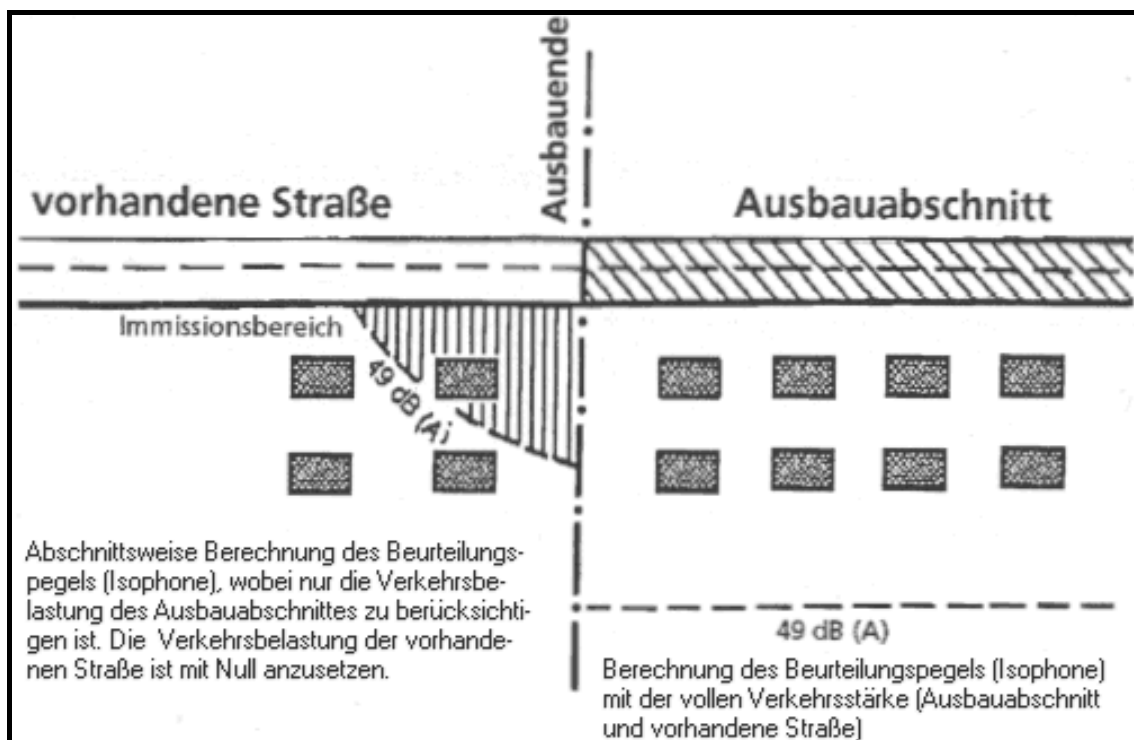 Ausbauende
vorhandene Straße
Ausbauabschnitt
Immissionsbereich
49 dB (A)
Abschnittsweise Berechnung des Beurteilungs-
pegels (Isophone), wobei nur die Verkehrsbe-
lastung des Ausbauabschnittes zu berücksichti-
gen ist. Die Verkehrsbelastung der vorhande-
nen Straße ist mit Null anzusetzen.
49 dB (A)
Berechnung des Beurteilungspegels (Isophone)
mit der vollen Verkehrsstärke (Ausbauabschnitt
und vorhandene Straße)